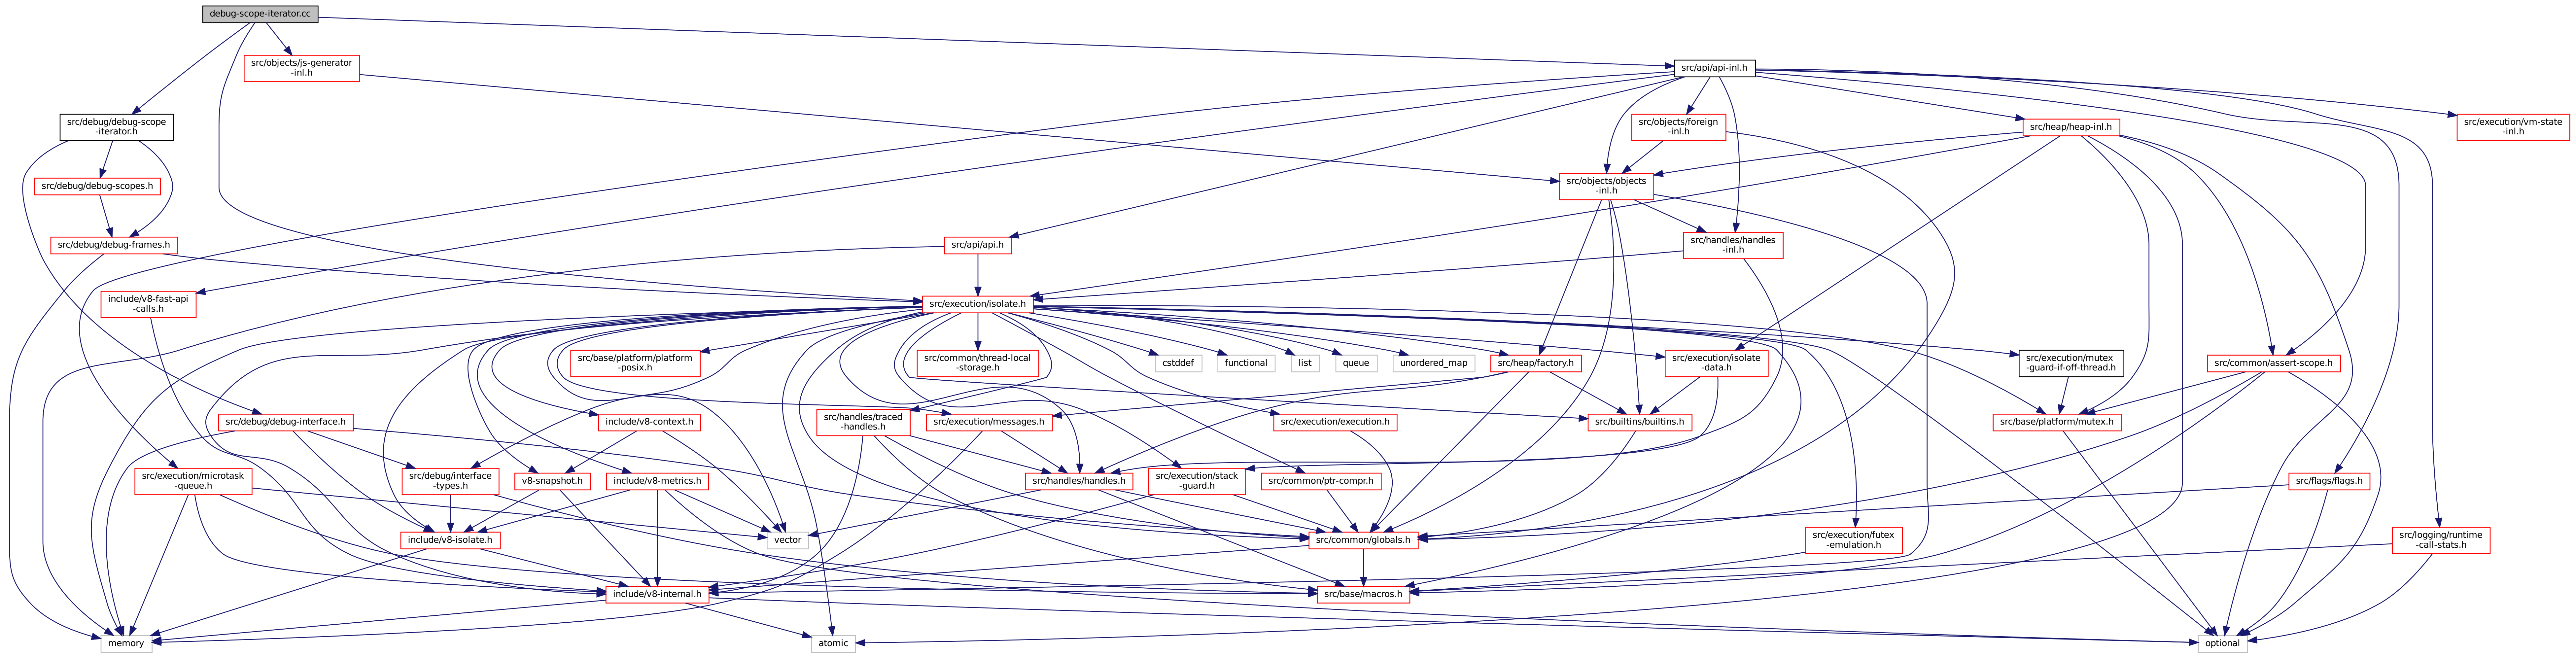 debug-scope-iterator.cc
src/objects/js-generator
-inl.h
src/api/api-inl.h
src/debug/debug-scope
-iterator.h
src/objects/foreign
-inl.h
src/heap/heap-inl.h
src/execution/vm-state
-inl.h
src/debug/debug-scopes.h
src/objects/objects
-inl.h
src/debug/debug-frames.h
src/api/api.h
src/handles/handles
-inl.h
include/v8-fast-api
-calls.h
src/execution/isolate.h
src/base/platform/platform
-posix.h
src/common/thread-local
-storage.h
cstddef
functional
list
queue
unordered_map
src/heap/factory.h
src/execution/isolate
-data.h
src/execution/mutex
-guard-if-off-thread.h
src/common/assert-scope.h
src/debug/debug-interface.h
include/v8-context.h
src/handles/traced
-handles.h
src/execution/messages.h
src/execution/execution.h
src/builtins/builtins.h
src/base/platform/mutex.h
src/execution/microtask
-queue.h
src/debug/interface
-types.h
v8-snapshot.h
include/v8-metrics.h
src/handles/handles.h
src/execution/stack
-guard.h
src/common/ptr-compr.h
src/flags/flags.h
include/v8-isolate.h
vector
src/common/globals.h
src/execution/futex
-emulation.h
src/logging/runtime
-call-stats.h
include/v8-internal.h
src/base/macros.h
memory
atomic
optional